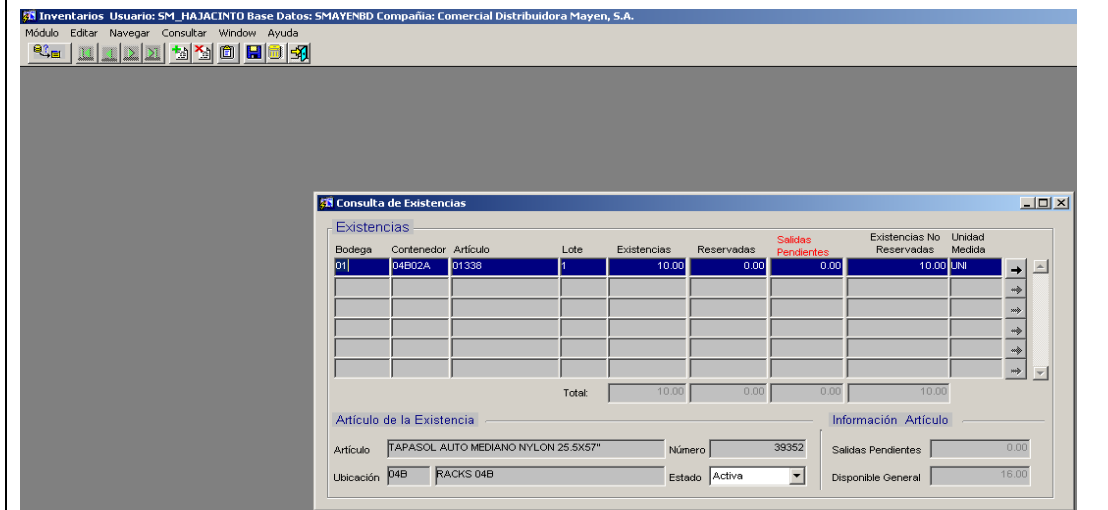 Inventarios Usuario: SM_HAJACINTO Base Datos: SMAYENBD Compañia: Comercial Distribuidora Mayen, S.A.
Módulo Editar Navegar Consultar Window Ayuda
Consulta de Existencias
Existencias
Bodega Contenedor Artículo Lote Existencias Reservadas Salidas Pendientes Existencias No Reservadas Unidad Medida
01 04B02A 01338 1 10.00 0.00 0.00 10.00 UNI
Total: 10.00 0.00 0.00 10.00
Artículo de la Existencia Información Artículo
Artículo TAPASOL AUTO MEDIANO NYLON 25.5X57" Número 39352 Salidas Pendientes 0.00
Ubicación 04B RACKS 04B Estado Activa Disponible General 16.00